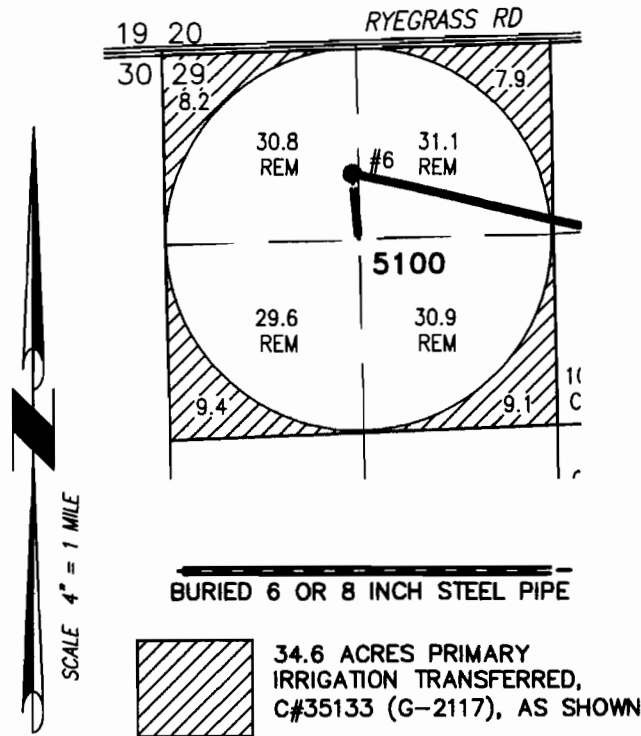 RYEGRASS RD
19 20
30 29
8.2
7.9
30.8
REM
#6
31.1
REM
5100
29.6
REM
30.9
REM
9.4
9.1
SCALE 4" = 1 MILE
BURIED 6 OR 8 INCH STEEL PIPE
34.6 ACRES PRIMARY
IRRIGATION TRANSFERRED,
C#35133 (G-2117), AS SHOWN